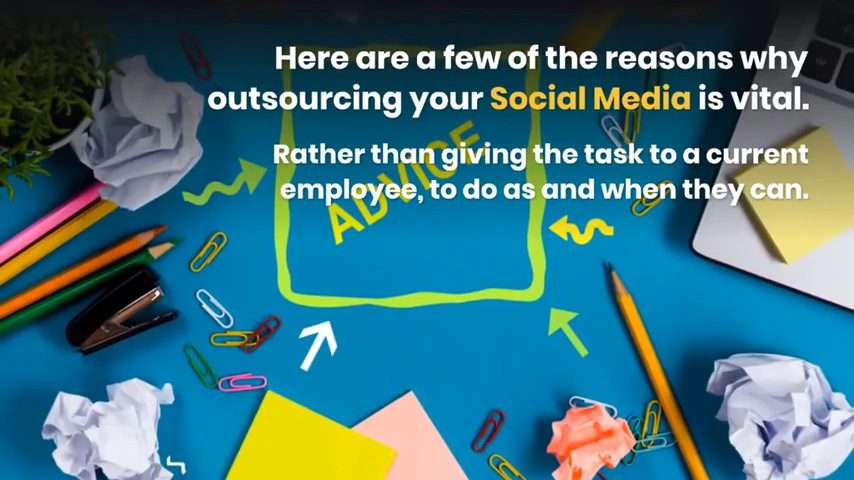 Here are a few of the reasons why
outsourcing your Social Media is vital.
Rather than giving the task to a current
employee, to do as and when they can.
ADVICE